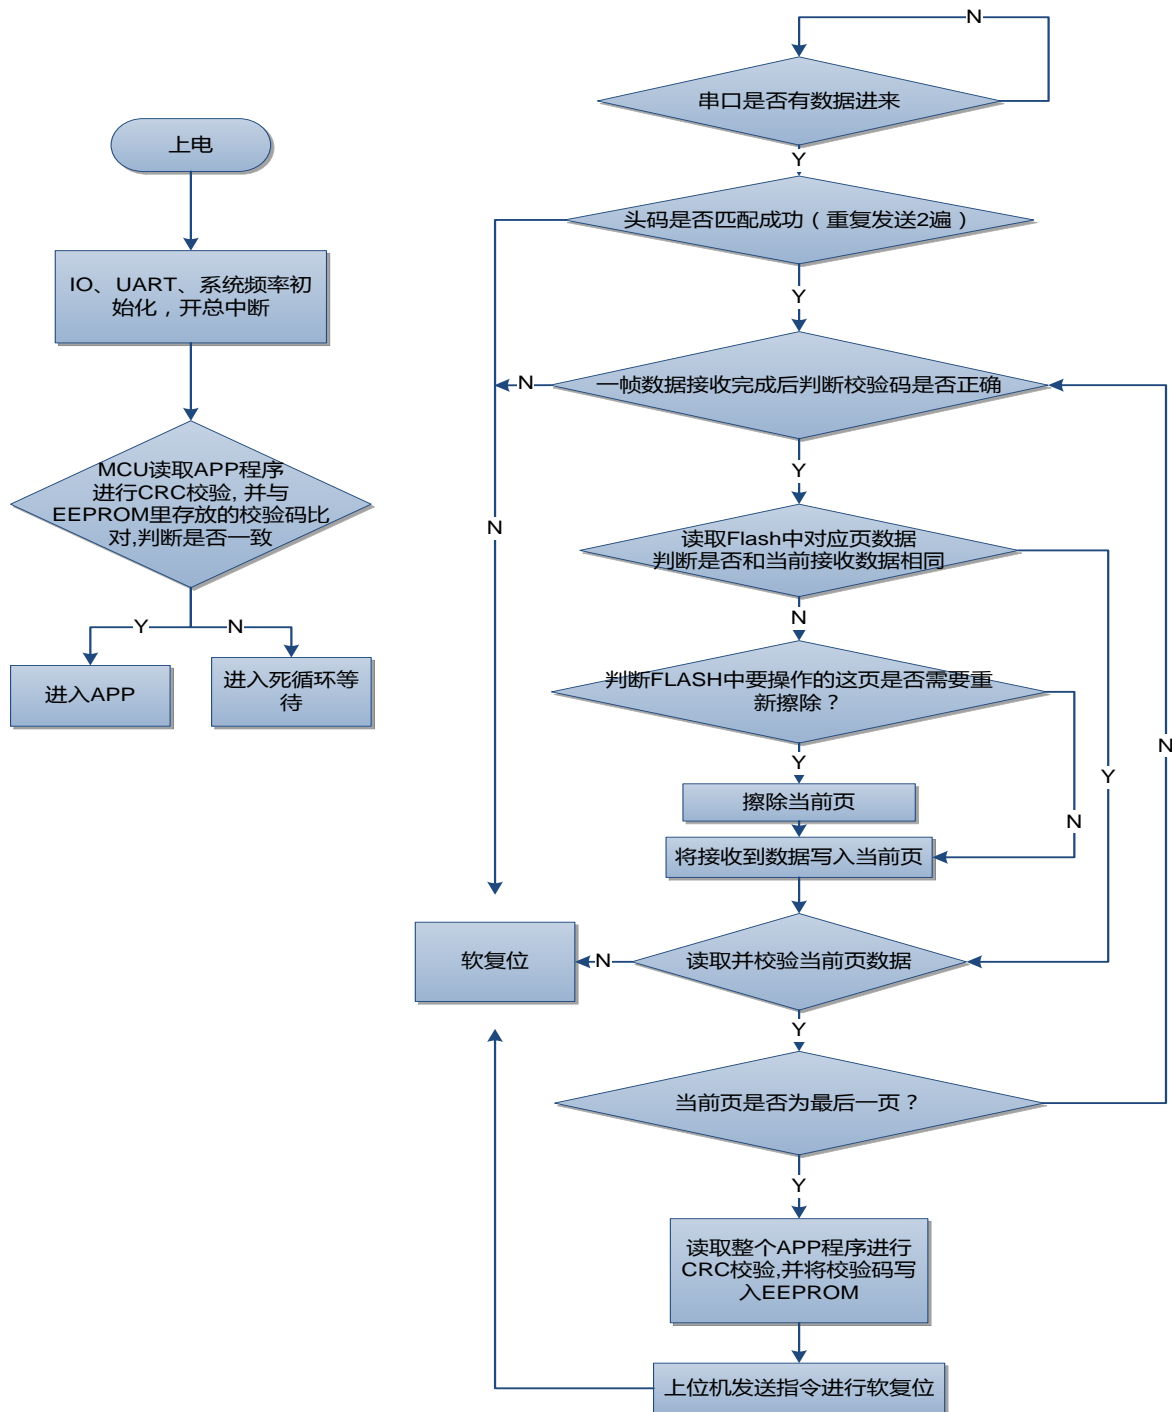 上电
IO、UART、系统频率初
始化，开总中断
MCU读取APP程序
进行CRC校验, 并与
EEPROM里存放的校验码比
对,判断是否一致
Y
N
进入APP
进入死循环等
待
N
串口是否有数据进来
Y
头码是否匹配成功（重复发送2遍）
N
Y
一帧数据接收完成后判断校验码是否正确
N
Y
读取Flash中对应页数据
判断是否和当前接收数据相同
Y
N
判断FLASH中要操作的这页是否需要重
新擦除？
N
Y
擦除当前页
将接收到数据写入当前页
读取并校验当前页数据
N
软复位
Y
当前页是否为最后一页？
N
Y
读取整个APP程序进行
CRC校验,并将校验码写
入EEPROM
上位机发送指令进行软复位